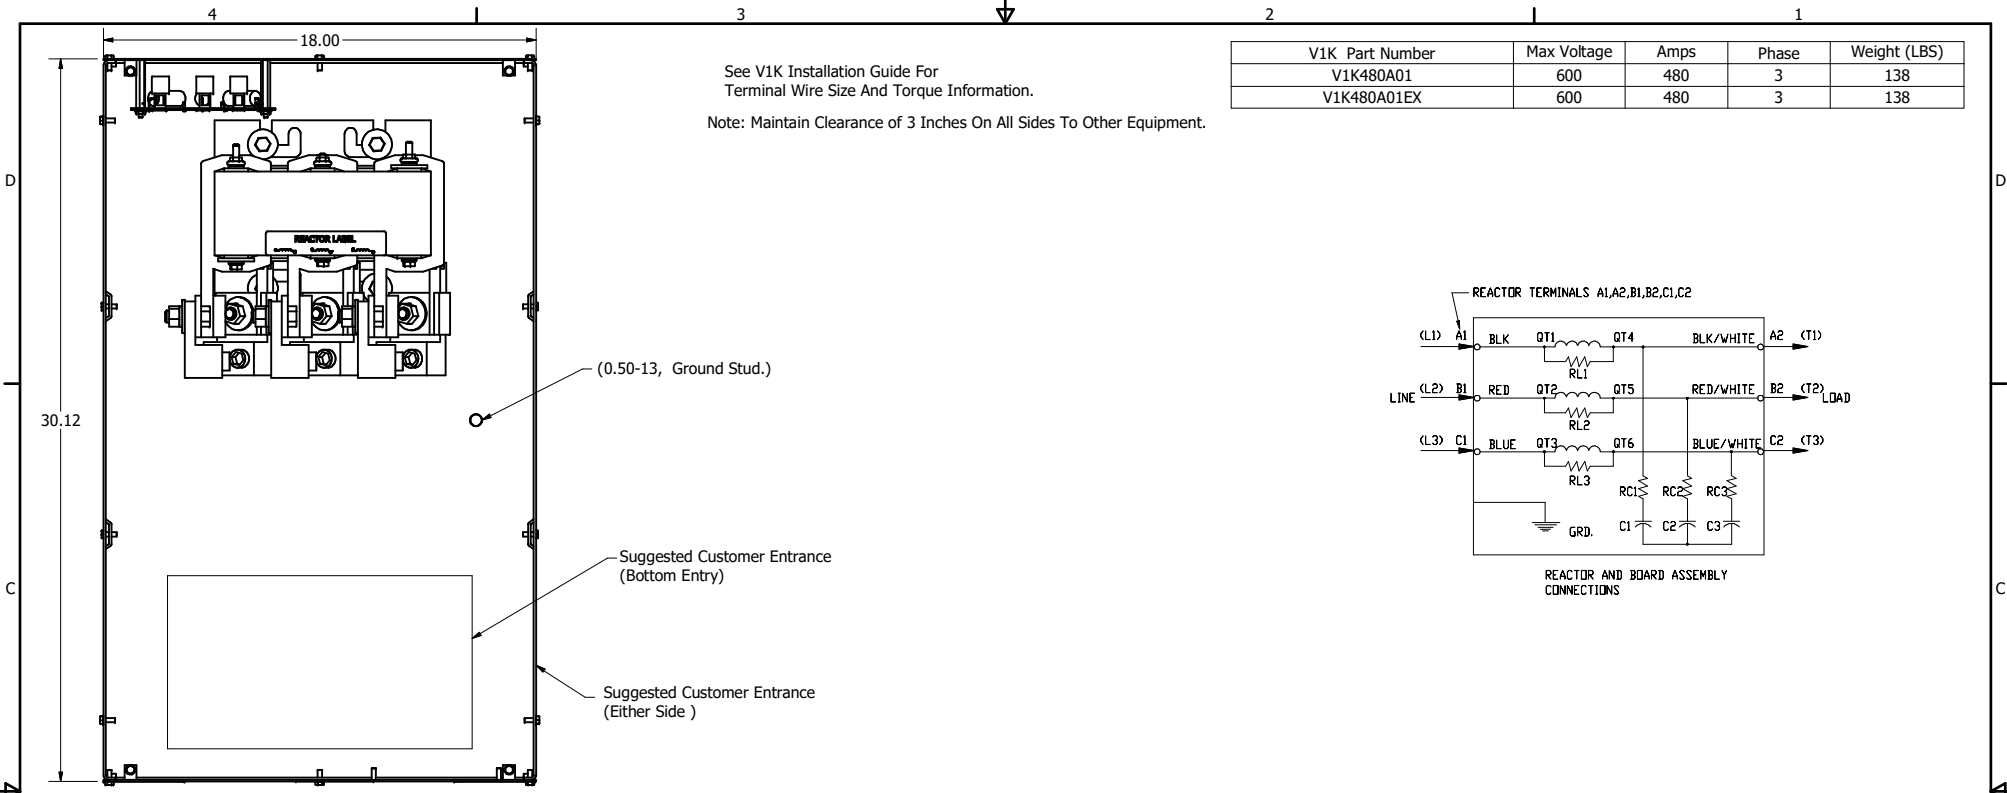 4 3 2 1
18.00
See V1K Installation Guide For
Terminal Wire Size And Torque Information.
Note: Maintain Clearance of 3 Inches On All Sides To Other Equipment.
V1K Part Number Max Voltage Amps Phase Weight (LBS)
V1K480A01 600 480 3 138
V1K480A01EX 600 480 3 138
D D
REACTOR LABEL
30.12
(0.50-13, Ground Stud.)
Suggested Customer Entrance
(Bottom Entry)
Suggested Customer Entrance
(Either Side )
REACTOR TERMINALS A1,A2,B1,B2,C1,C2
(L1) A1 BLK QT1 QT4 BLK/WHITE A2 (T1)
RL1
LINE (L2) B1 RED QT2 QT5 RED/WHITE B2 (T2) LOAD
RL2
(L3) C1 BLUE QT3 QT6 BLUE/WHITE C2 (T3)
RL3
RC1 RC2 RC3
GRD. C1 C2 C3
REACTOR AND BOARD ASSEMBLY
CONNECTIONS
C C